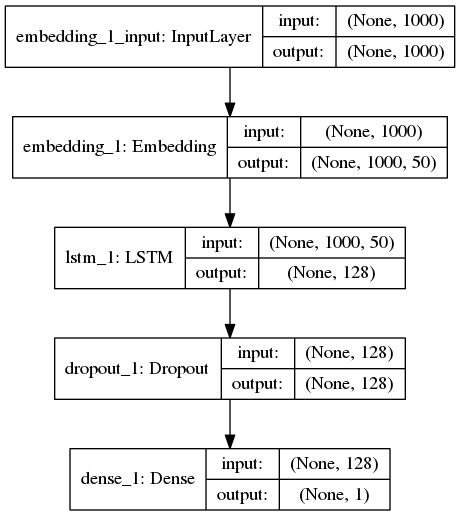 embedding_1_input: InputLayer input: (None, 1000)
output: (None, 1000)
embedding_1: Embedding input: (None, 1000)
output: (None, 1000, 50)
lstm_1: LSTM input: (None, 1000, 50)
output: (None, 128)
dropout_1: Dropout input: (None, 128)
output: (None, 128)
dense_1: Dense input: (None, 128)
output: (None, 1)